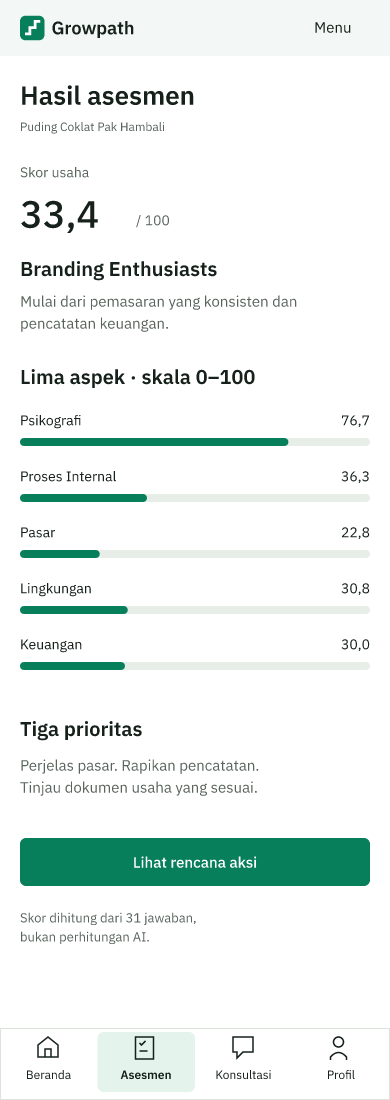 Growpath
Menu
Hasil asesmen
Puding Coklat Pak Hambali
Skor usaha
33,4 / 100
Branding Enthusiasts
Mulai dari pemasaran yang konsisten dan
pencatatan keuangan.
Lima aspek · skala 0–100
Psikografi 76,7
Proses Internal 36,3
Pasar 22,8
Lingkungan 30,8
Keuangan 30,0
Tiga prioritas
Perjelas pasar. Rapikan pencatatan.
Tinjau dokumen usaha yang sesuai.
Lihat rencana aksi
Skor dihitung dari 31 jawaban,
bukan perhitungan AI.
Beranda
Asesmen
Konsultasi
Profil